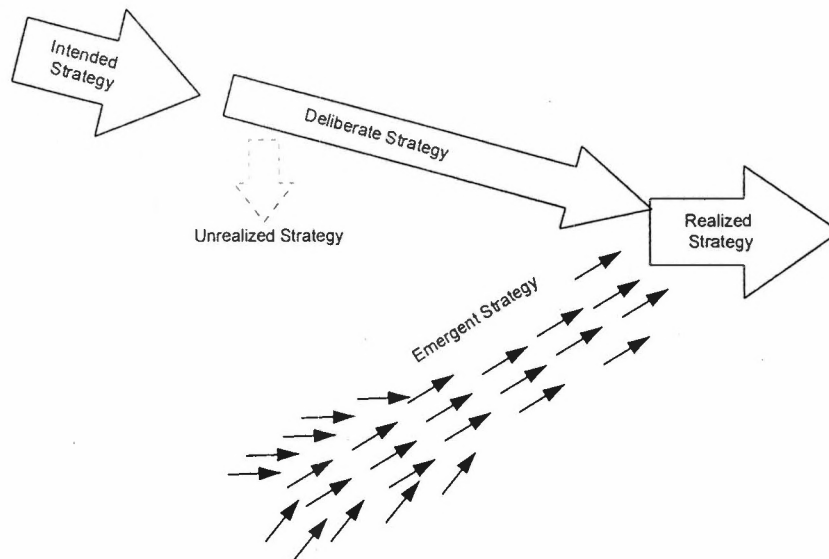 Intended
Strategy
Deliberate Strategy
Unrealized Strategy
Realized
Strategy
Emergent Strategy